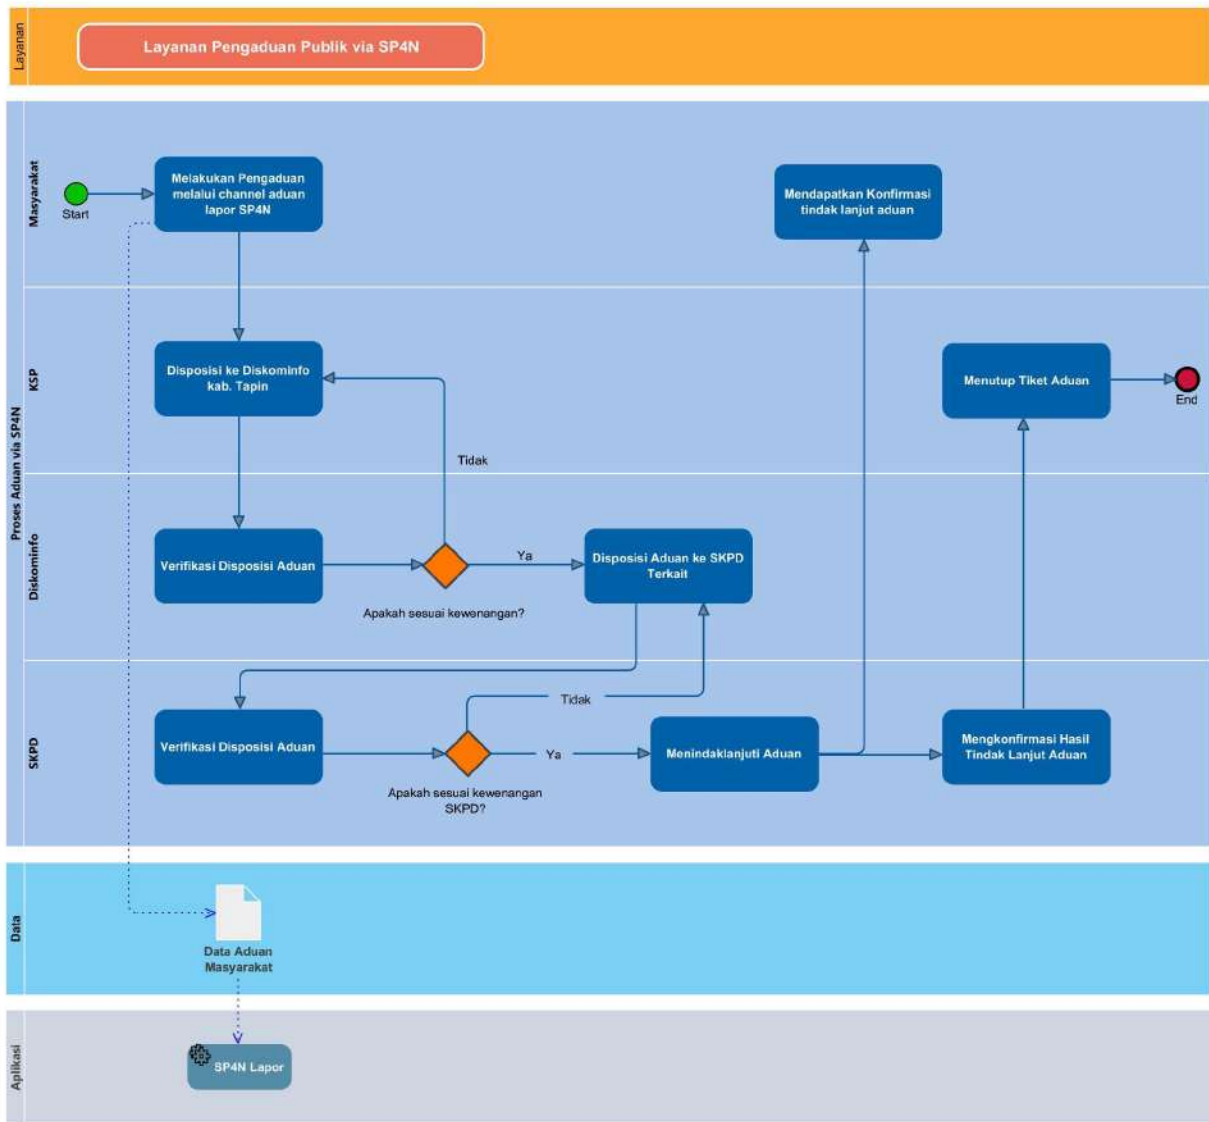 Layanan
Layanan Pengaduan Publik via SP4N
Proses Aduan via SP4N
Masyarakat
Start
Melakukan Pengaduan
melalui channel aduan
lapor SP4N
Mendapatkan Konfirmasi
tindak lanjut aduan
KSP
Disposisi ke Diskominfo
kab. Tapin
Menutup Tiket Aduan
End
Tidak
Diskominfo
Verifikasi Disposisi Aduan
Ya
Apakah sesuai kewenangan?
Disposisi Aduan ke SKPD
Terkait
SKPD
Verifikasi Disposisi Aduan
Tidak
Ya
Apakah sesuai kewenangan
SKPD?
Menindaklanjuti Aduan
Mengkonfirmasi Hasil
Tindak Lanjut Aduan
Data
Data Aduan
Masyarakat
Aplikasi
SP4N Lapor